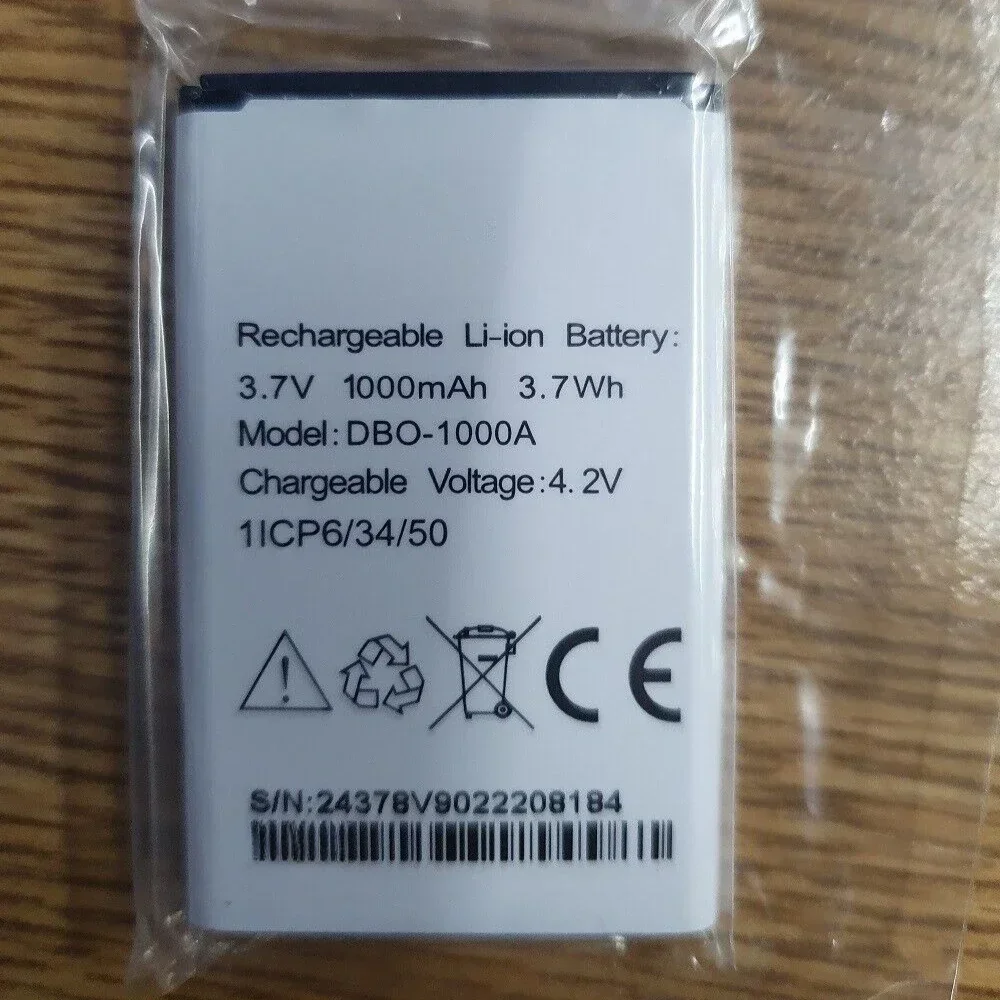 Rechargeable Li-ion Battery:
3.7V 1000mAh 3.7Wh
Model: DBO-1000A
Chargeable Voltage:4.2V
1ICP6/34/50
CE
S/N:24378V9022208184